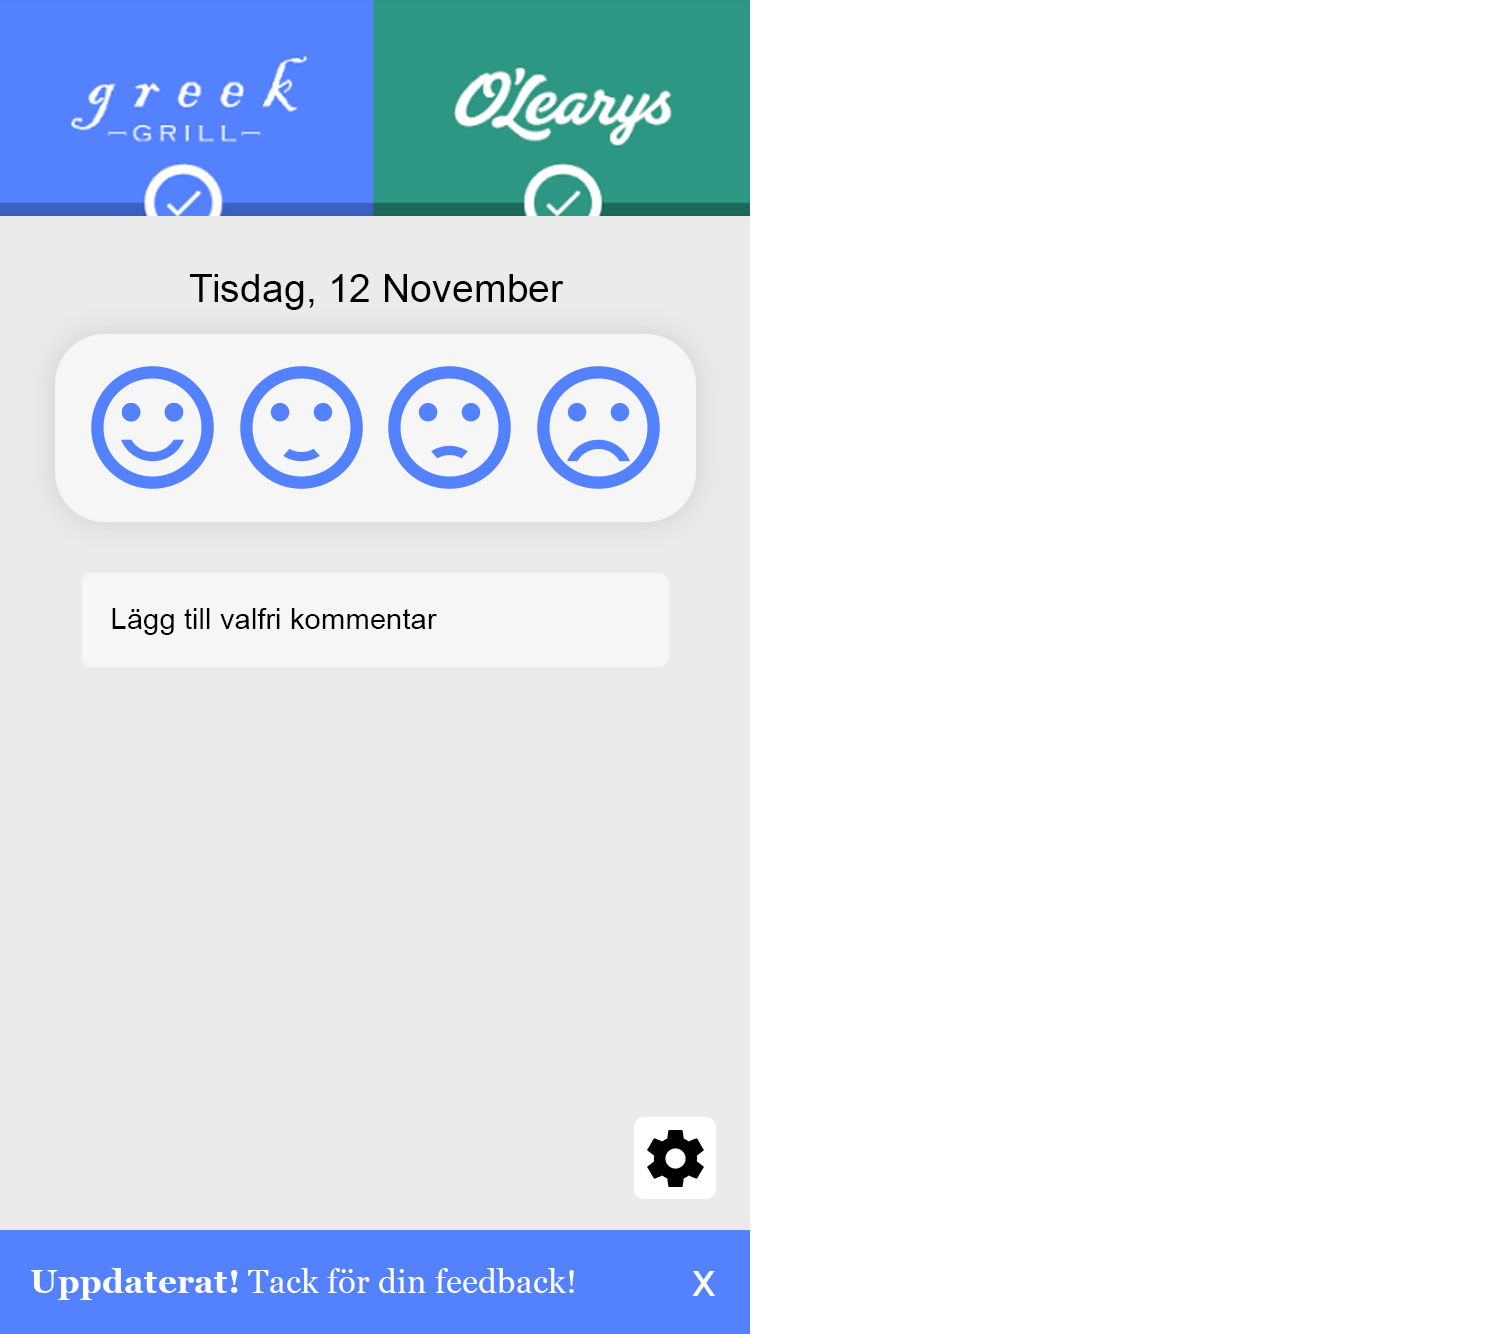 greek
GRILL
O'Learys
Tisdag, 12 November
Lägg till valfri kommentar
Uppdaterat! Tack för din feedback!
X